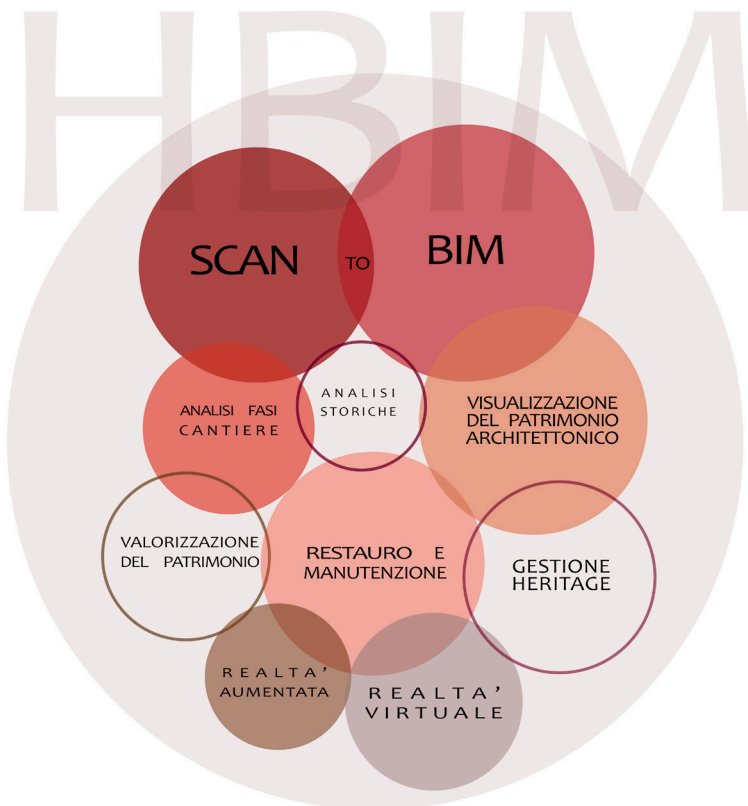 HBIM
SCAN TO BIM
ANALISI STORICHE
ANALISI FASI
CANTIERE
VISUALIZZAZIONE
DEL PATRIMONIO
ARCHITETTONICO
VALORIZZAZIONE
DEL PATRIMONIO
RESTAURO E
MANUTENZIONE
GESTIONE
HERITAGE
REALTA'
AUMENTATA
REALTA'
VIRTUALE